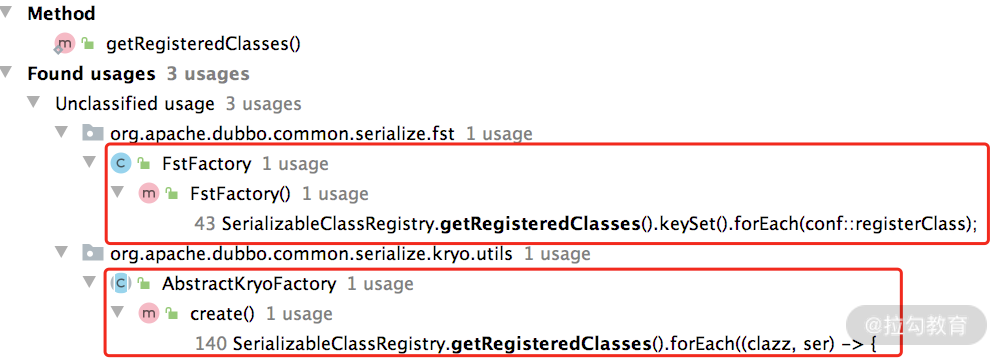 Method
getRegisteredClasses()
Found usages 3 usages
Unclassified usage 3 usages
org.apache.dubbo.common.serialize.fst 1 usage
FstFactory 1 usage
FstFactory() 1 usage
43 SerializableClassRegistry.getRegisteredClasses().keySet().forEach(conf::registerClass);
org.apache.dubbo.common.serialize.kryo.utils 1 usage
AbstractKryoFactory 1 usage
create() 1 usage
140 SerializableClassRegistry.getRegisteredClasses().forEach((clazz, ser) -> {
@拉勾教育